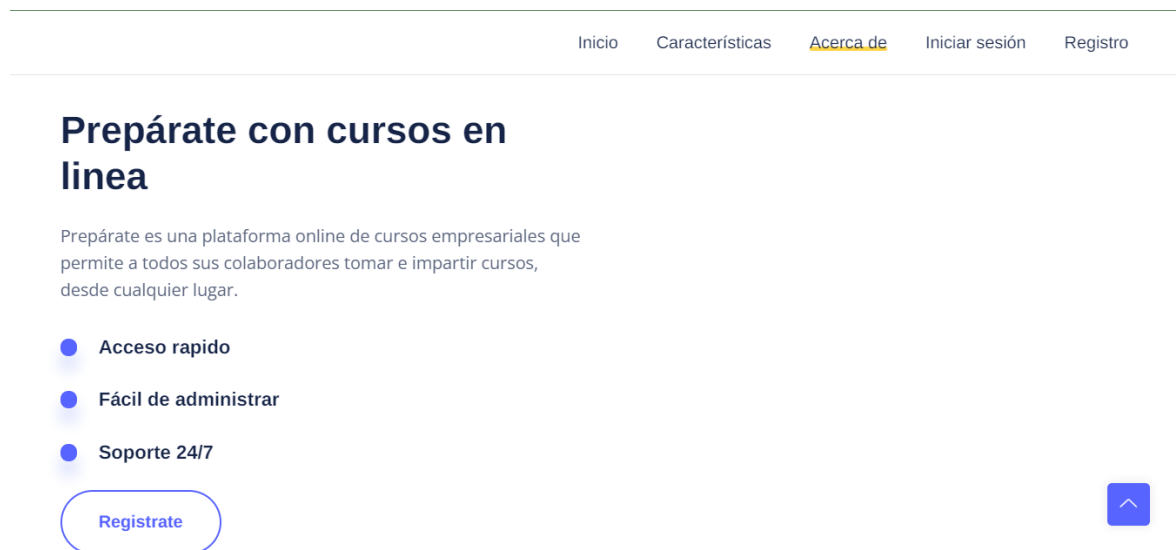 Inicio Características Acerca de Iniciar sesión Registro
Prepárate con cursos en
linea
Prepárate es una plataforma online de cursos empresariales que
permite a todos sus colaboradores tomar e impartir cursos,
desde cualquier lugar.
Acceso rapido
Fácil de administrar
Soporte 24/7
Registrate